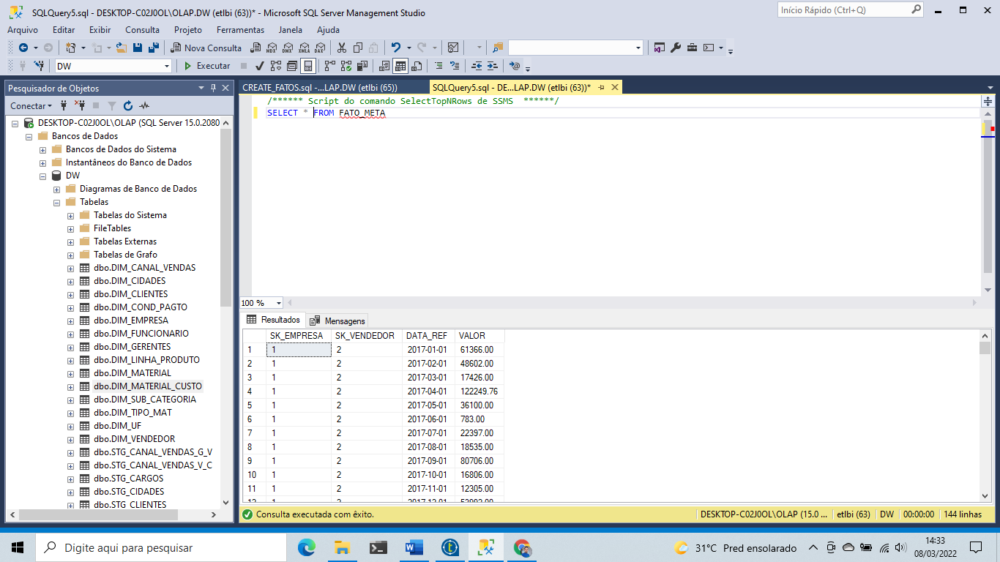 SQLQuery5.sql - DESKTOP-C02J0OL\OLAP.DW (etlbi (63))* - Microsoft SQL Server Management Studio
Início Rápido (Ctrl+Q)
Arquivo Editar Exibir Consulta Projeto Ferramentas Janela Ajuda
Nova Consulta MDX DMX XMLA DAX
DW Executar
Pesquisador de Objetos
Conectar
DESKTOP-C02J0OL\OLAP (SQL Server 15.0.2080
Bancos de Dados
Bancos de Dados do Sistema
Instantâneos do Banco de Dados
DW
Diagramas de Banco de Dados
Tabelas
Tabelas do Sistema
FileTables
Tabelas Externas
Tabelas de Grafo
dbo.DIM_CANAL_VENDAS
dbo.DIM_CIDADES
dbo.DIM_CLIENTES
dbo.DIM_COND_PAGTO
dbo.DIM_EMPRESA
dbo.DIM_FUNCIONARIO
dbo.DIM_GERENTES
dbo.DIM_LINHA_PRODUTO
dbo.DIM_MATERIAL
dbo.DIM_MATERIAL_CUSTO
dbo.DIM_SUB_CATEGORIA
dbo.DIM_TIPO_MAT
dbo.DIM_UF
dbo.DIM_VENDEDOR
dbo.STG_CANAL_VENDAS_G_V
dbo.STG_CANAL_VENDAS_V_C
dbo.STG_CARGOS
dbo.STG_CIDADES
dbo.STG_CLIENTES
CREATE_FATOS.sql -...LAP.DW (etlbi (65)) SQLQuery5.sql - DE...LAP.DW (etlbi (63))*
/****** Script do comando SelectTopNRows de SSMS ******/
SELECT * FROM FATO_META
100 %
Resultados Mensagens
SK_EMPRESA SK_VENDEDOR DATA_REF VALOR
1 1 2 2017-01-01 61366.00
2 1 2 2017-02-01 48602.00
3 1 2 2017-03-01 17426.00
4 1 2 2017-04-01 122249.76
5 1 2 2017-05-01 36100.00
6 1 2 2017-06-01 783.00
7 1 2 2017-07-01 22397.00
8 1 2 2017-08-01 18535.00
9 1 2 2017-09-01 80706.00
10 1 2 2017-10-01 16806.00
11 1 2 2017-11-01 12305.00
Consulta executada com êxito. DESKTOP-C02J0OL\OLAP (15.0 ... etlbi (63) DW 00:00:00 144 linhas
Digite aqui para pesquisar 31°C Pred ensolarado 14:33
08/03/2022